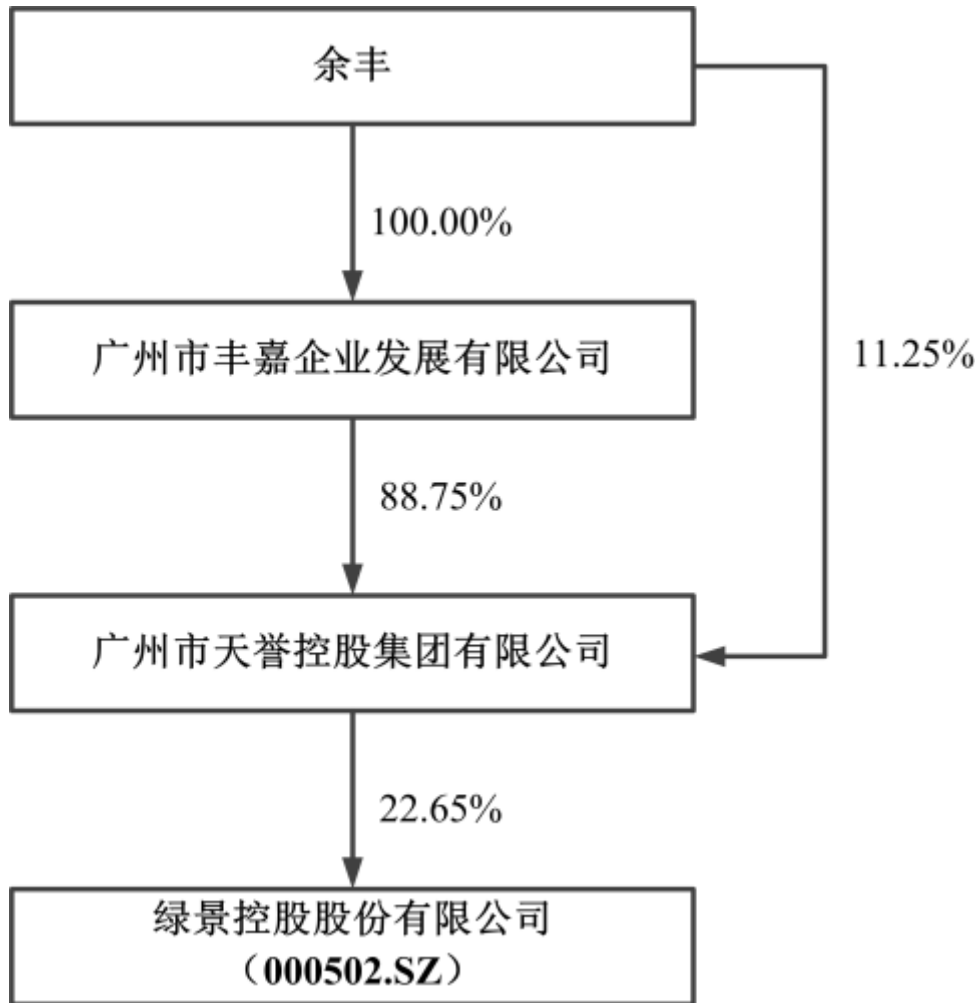 余丰
100.00%
广州市丰嘉企业发展有限公司
11.25%
88.75%
广州市天誉控股集团有限公司
22.65%
绿景控股股份有限公司
（000502.SZ）